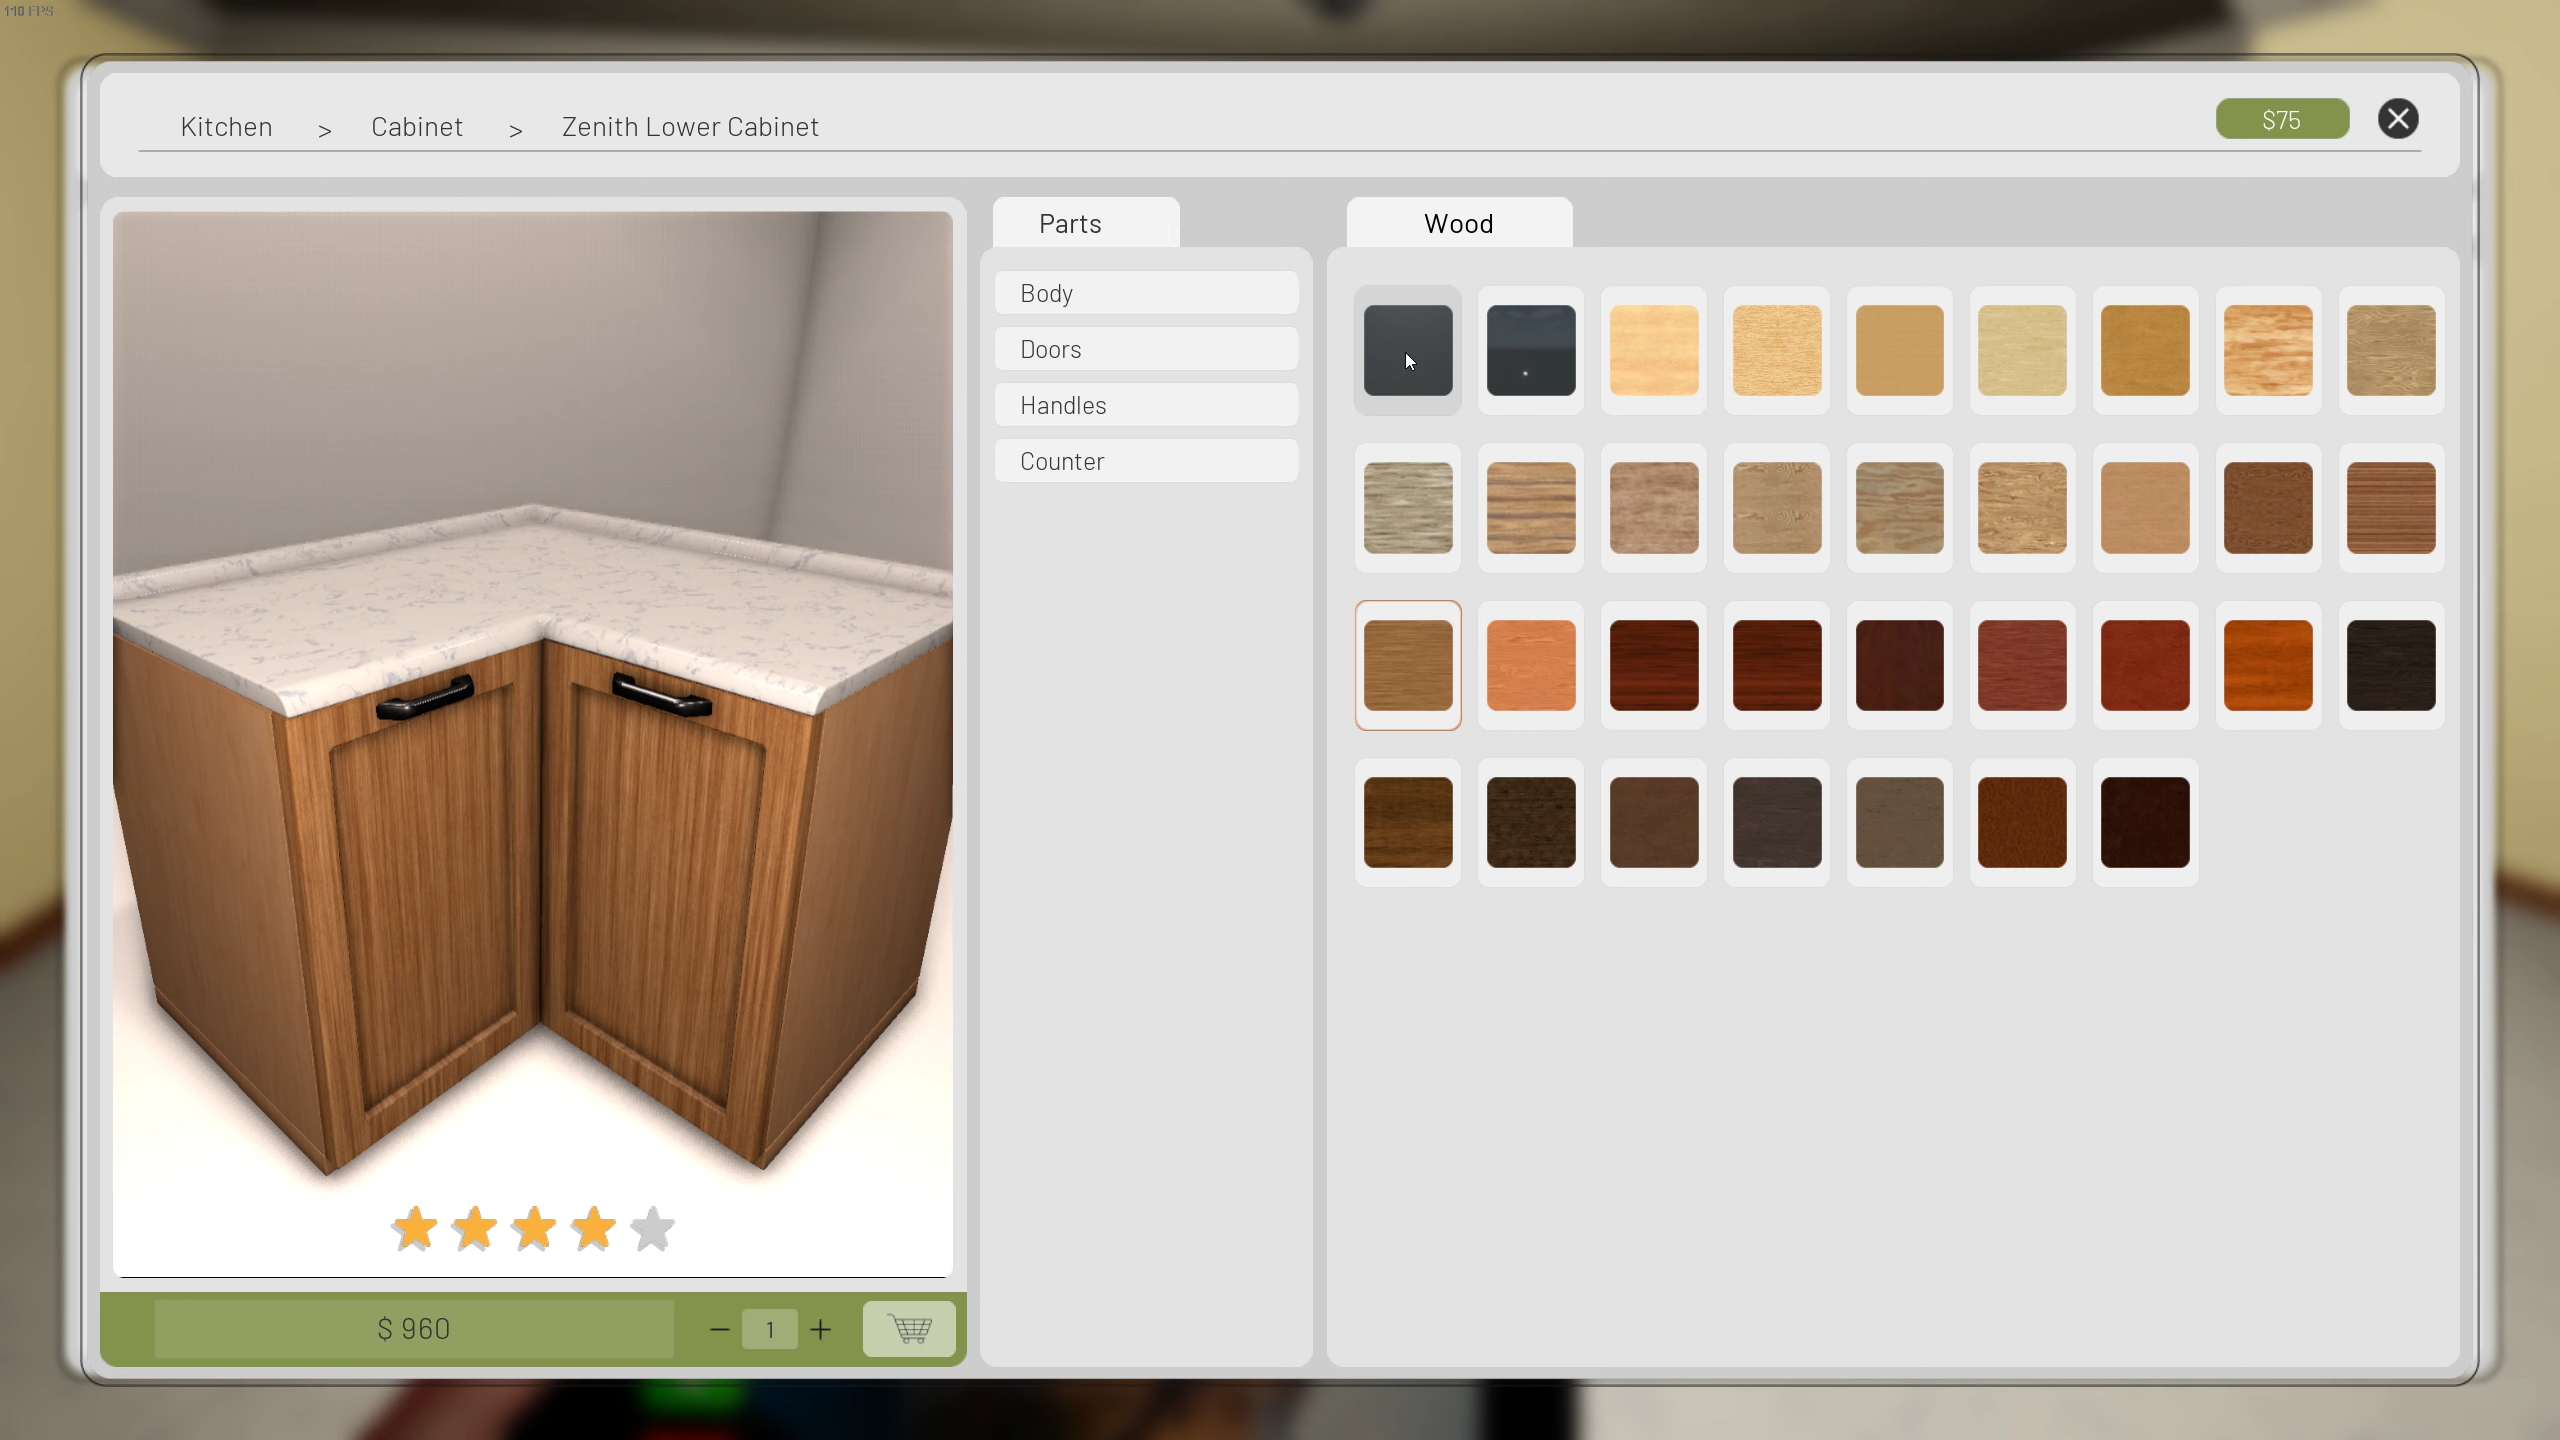 110 FPS
Kitchen > Cabinet > Zenith Lower Cabinet
$75
Parts
Wood
Body
Doors
Handles
Counter
$ 960
− 1 +